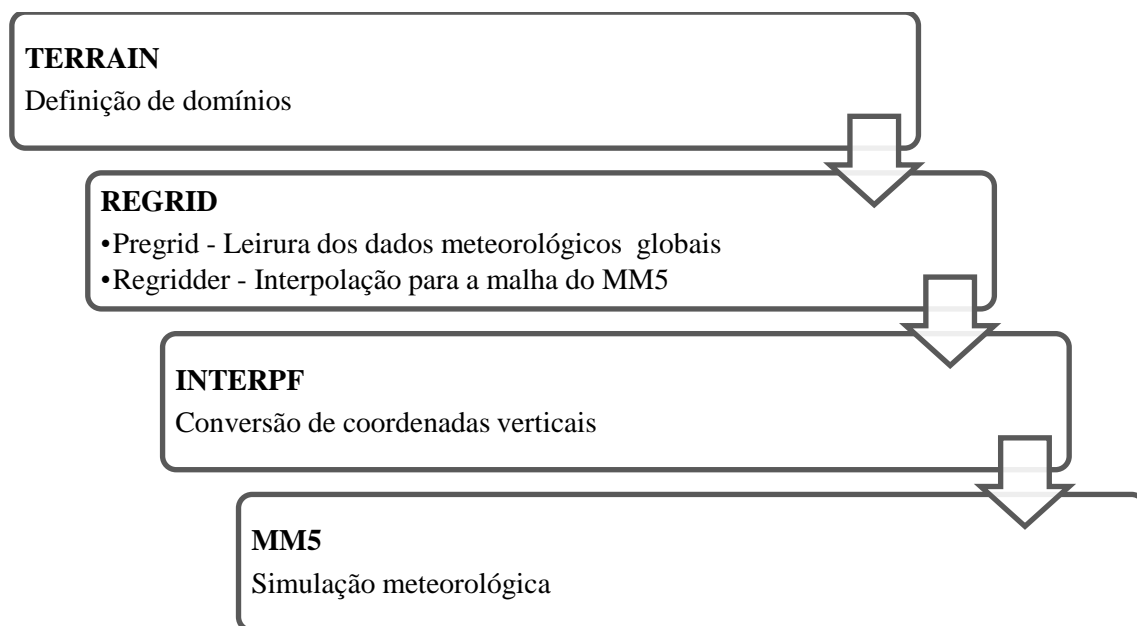 TERRAIN
Definição de domínios
REGRID
•Pregrid - Leirura dos dados meteorológicos globais
•Regridder - Interpolação para a malha do MM5
INTERPF
Conversão de coordenadas verticais
MM5
Simulação meteorológica